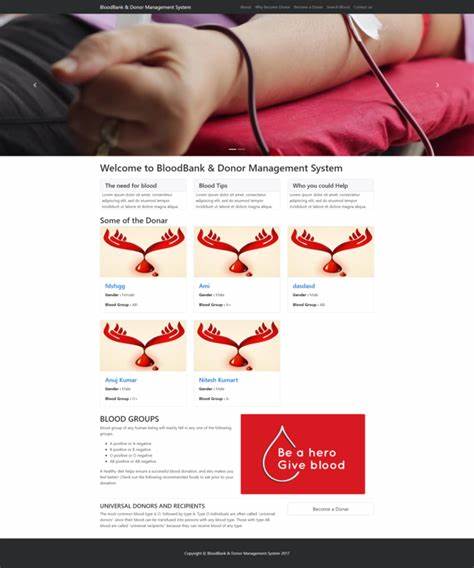 BloodBank & Donor Management System
About Why Become Donor Become a Donar Search Blood Contact us
Welcome to BloodBank & Donor Management System
The need for blood
Lorem ipsum dolor sit amet, consectetur
adipiscing elit, sed do eiusmod tempor
incididunt ut labore et dolore magna aliqua.
Blood Tips
Lorem ipsum dolor sit amet, consectetur
adipiscing elit, sed do eiusmod tempor
incididunt ut labore et dolore magna aliqua.
Who you could Help
Lorem ipsum dolor sit amet, consectetur
adipiscing elit, sed do eiusmod tempor
incididunt ut labore et dolore magna aliqua.
Some of the Donar
Gender :
Blood Group :
Ami
Gender : Male
Blood Group :
dasdasd
Gender : Male
Blood Group :
Anuj Kumar
Gender : Male
Blood Group :
Nitesh Kumart
Gender : Male
Blood Group :
BLOOD GROUPS
Blood group of any human being will mainly fall in any one of the following
groups.
A positive or A negative
B positive or B negative
O positive or O negative
AB positive or AB negative.
A healthy diet helps ensure a successful blood donation, and also makes you
feel better! Check out the following recommended foods to eat prior to your
donation.
Be a hero
Give blood
UNIVERSAL DONORS AND RECIPIENTS
The most common blood type is O, followed by type A. Type O individuals are often called "universal
donors" since their blood can be transfused into persons with any blood type. Those with type AB
blood are called "universal recipients" because they can receive blood of any type.
Become a Donar
Copyright © BloodBank & Donor Management System 2017